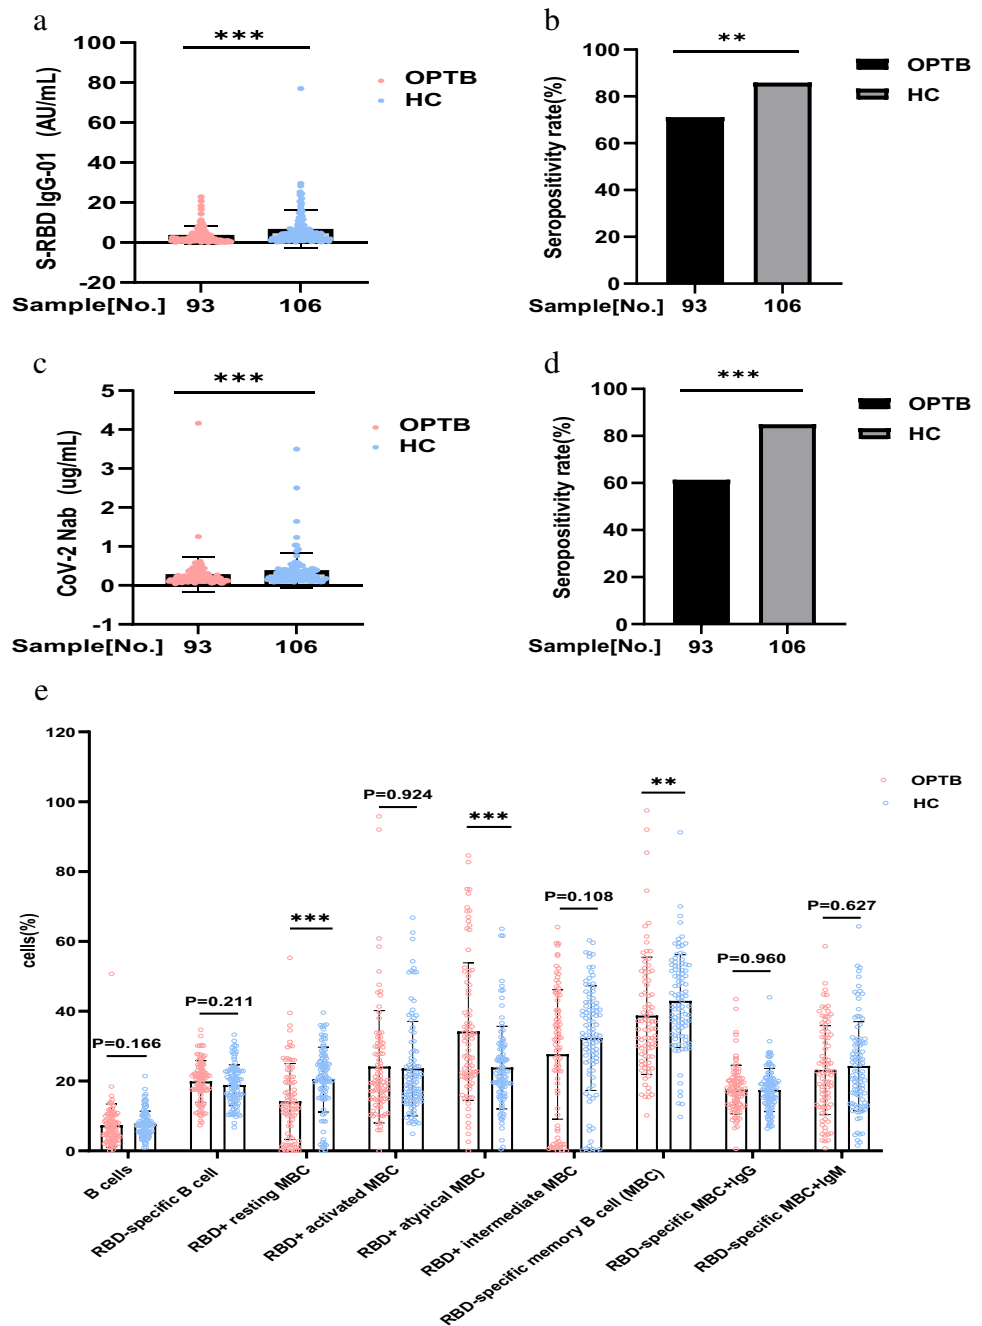 a
***
S-RBD IgG-01 (AU/mL)
100
80
60
40
20
0
-20
Sample[No.] 93 106
OPTB
HC
b
**
Seropositivity rate(%)
100
80
60
40
20
0
93 106
OPTB
HC
c
***
CoV-2 Nab (ug/mL)
5
4
3
2
1
0
-1
Sample[No.] 93 106
OPTB
HC
d
***
Seropositivity rate(%)
100
80
60
40
20
0
93 106
OPTB
HC
e
cells(%)
120
100
80
60
40
20
0
P=0.166
P=0.211
***
P=0.924
***
P=0.108
**
P=0.960
P=0.627
OPTB
HC
B cells
RBD-specific B cell
RBD+ resting MBC
RBD+ activated MBC
RBD+ atypical MBC
RBD+ intermediate MBC
RBD-specific memory B cell (MBC)
RBD-specific MBC+IgG
RBD-specific MBC+IgM